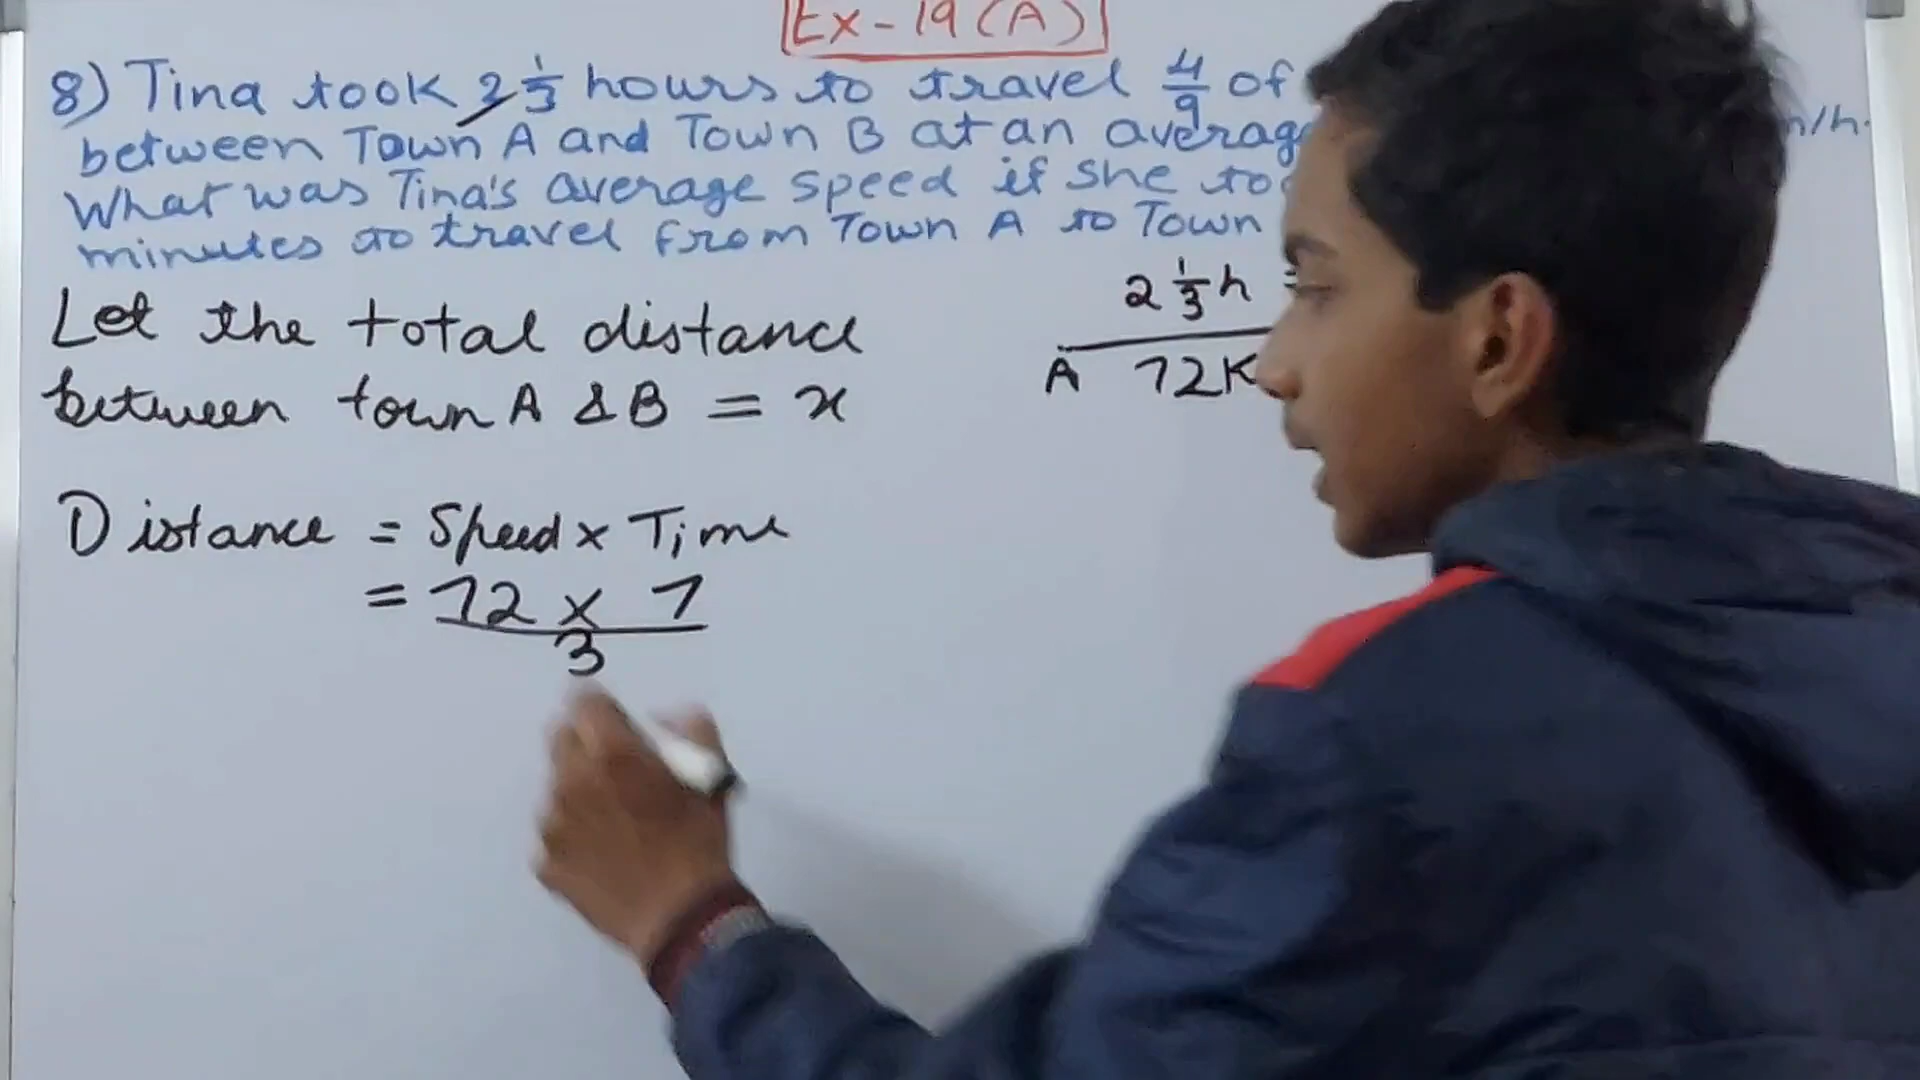 Ex-19 (A)
8) Tina took 2 1/3 hours to travel 4/9 of
between Town A and Town B at an averag m/h.
What was Tina's average speed if she to
minutes to travel from Town A to Town
2 1/3 h
A 72K
Let the total distance
between town A & B = x
Distance = Speed x Time
= 72 x 7
3